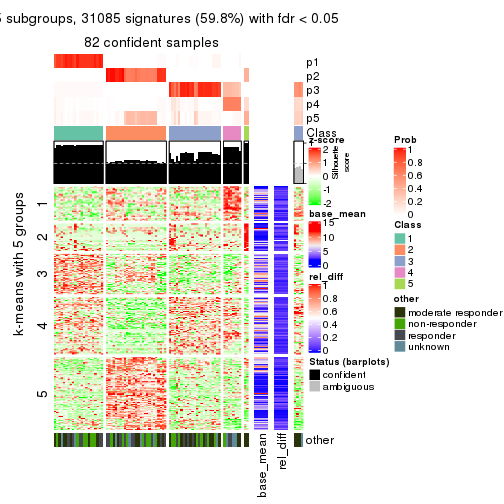 5 subgroups, 31085 signatures (59.8%) with fdr < 0.05
82 confident samples
p1
p2
p3
p4
p5
Class
k-means with 5 groups
1
2
3
4
5
other
base_mean
rel_diff
z-score
2
1
0
-1
-2
Silhouette
score
base_mean
15
10
5
0
rel_diff
1
0.8
0.6
0.4
0.2
0
Status (barplots)
confident
ambiguous
Prob
1
0.8
0.6
0.4
0.2
0
Class
1
2
3
4
5
other
moderate responder
non-responder
responder
unknown